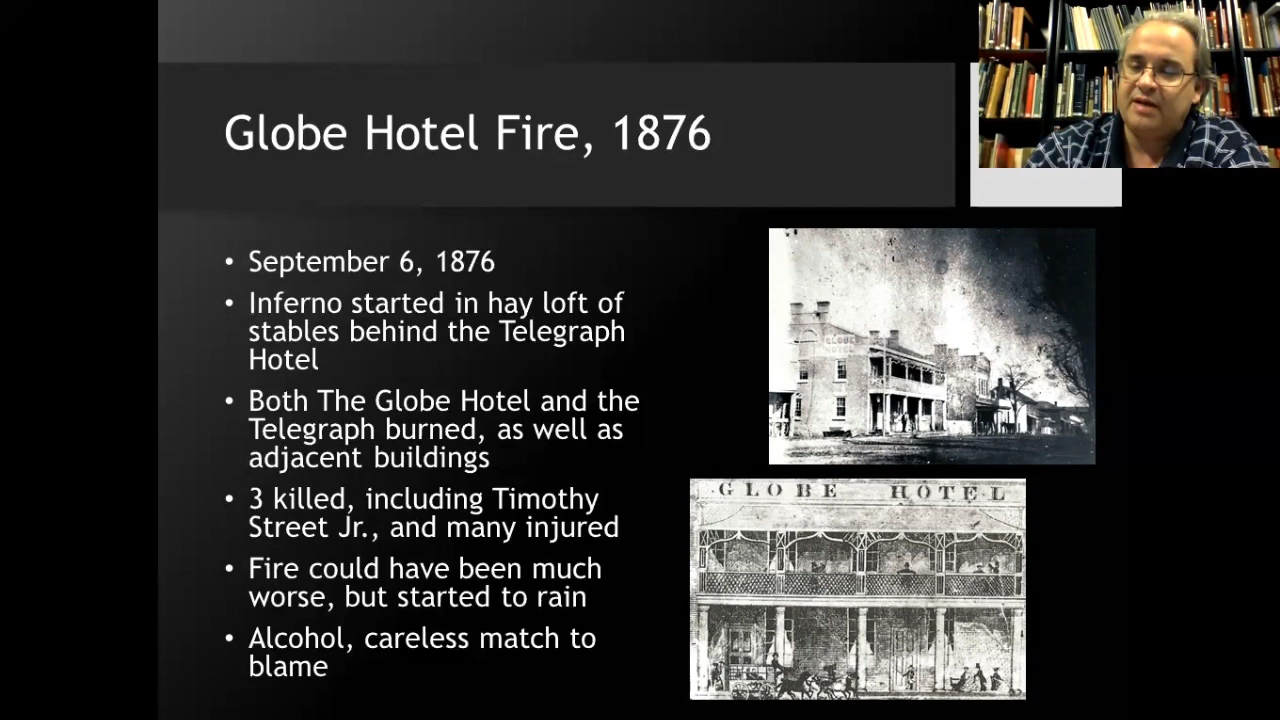 Globe Hotel Fire, 1876
• September 6, 1876
• Inferno started in hay loft of
stables behind the Telegraph
Hotel
• Both The Globe Hotel and the
Telegraph burned, as well as
adjacent buildings
• 3 killed, including Timothy
Street Jr., and many injured
• Fire could have been much
worse, but started to rain
• Alcohol, careless match to
blame
GLOBE
HOTEL
GLOBE HOTEL